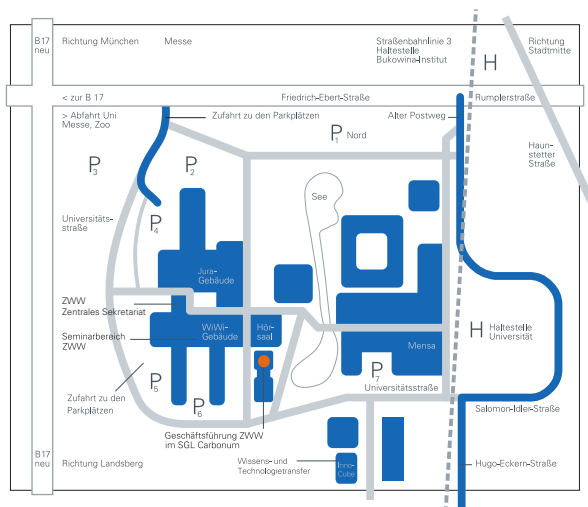 B17
neu
Richtung München
Messe
Straßenbahnlinie 3
Haltestelle
Bukowina-Institut
H
Richtung
Stadtmitte
< zur B 17
Friedrich-Ebert-Straße
Rumplerstraße
> Abfahrt Uni
Messe, Zoo
Zufahrt zu den Parkplätzen
Alter Postweg
P1 Nord
Haun-
stetter
Straße
P3
P2
See
Universitäts-
straße
P4
Jura-
Gebäude
ZWW
Zentrales Sekretariat
Seminarbereich
ZWW
WiWi-
Gebäude
Hör-
saal
Mensa
H
Haltestelle
Universität
P7
Universitätsstraße
Zufahrt zu den
Parkplätzen
P5
P6
Salomon-Idler-Straße
Geschäftsführung ZWW
im SGL Carbonum
B17
neu
Richtung Landsberg
Wissens- und
Technologietransfer
Inno-
Cube
Hugo-Eckern-Straße